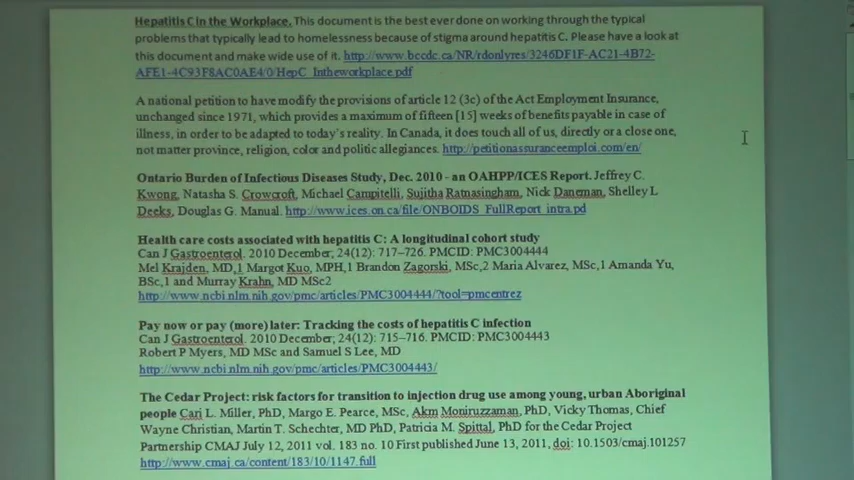 Hepatitis C in the Workplace. This document is the best ever done on working through the typical
problems that typically lead to homelessness because of stigma around hepatitis C. Please have a look at
this document and make wide use of it. http://www.bccdc.ca/NR/rdonlyres/3246DF1F-AC21-4B72-
AFE1-4C93F8AC0AE4/0/HepC_Intheworkplace.pdf
A national petition to have modify the provisions of article 12 (3c) of the Act Employment Insurance,
unchanged since 1971, which provides a maximum of fifteen [15] weeks of benefits payable in case of
illness, in order to be adapted to today's reality. In Canada, it does touch all of us, directly or a close one,
not matter province, religion, color and politic allegiances. http://petitionassuranceemploi.com/en/
Ontario Burden of Infectious Diseases Study, Dec. 2010 - an OAHPP/ICES Report. Jeffrey C.
Kwong, Natasha S. Crowcroft, Michael Campitelli, Sujitha Ratnasingham, Nick Daneman, Shelley L
Deeks, Douglas G. Manual. http://www.ices.on.ca/file/ONBOIDS_FullReport_intra.pd
Health care costs associated with hepatitis C: A longitudinal cohort study
Can J Gastroenterol. 2010 December; 24(12): 717–726. PMCID: PMC3004444
Mel Krajden, MD,1 Margot Kuo, MPH,1 Brandon Zagorski, MSc,2 Maria Alvarez, MSc,1 Amanda Yu,
BSc,1 and Murray Krahn, MD MSc2
http://www.ncbi.nlm.nih.gov/pmc/articles/PMC3004444/?tool=pmcentrez
Pay now or pay (more) later: Tracking the costs of hepatitis C infection
Can J Gastroenterol. 2010 December; 24(12): 715–716. PMCID: PMC3004443
Robert P Myers, MD MSc and Samuel S Lee, MD
http://www.ncbi.nlm.nih.gov/pmc/articles/PMC3004443/
The Cedar Project: risk factors for transition to injection drug use among young, urban Aboriginal
people Cari L. Miller, PhD, Margo E. Pearce, MSc, Akm Moniruzzaman, PhD, Vicky Thomas, Chief
Wayne Christian, Martin T. Schechter, MD PhD, Patricia M. Spittal, PhD for the Cedar Project
Partnership CMAJ July 12, 2011 vol. 183 no. 10 First published June 13, 2011, doi: 10.1503/cmaj.101257
http://www.cmaj.ca/content/183/10/1147.full